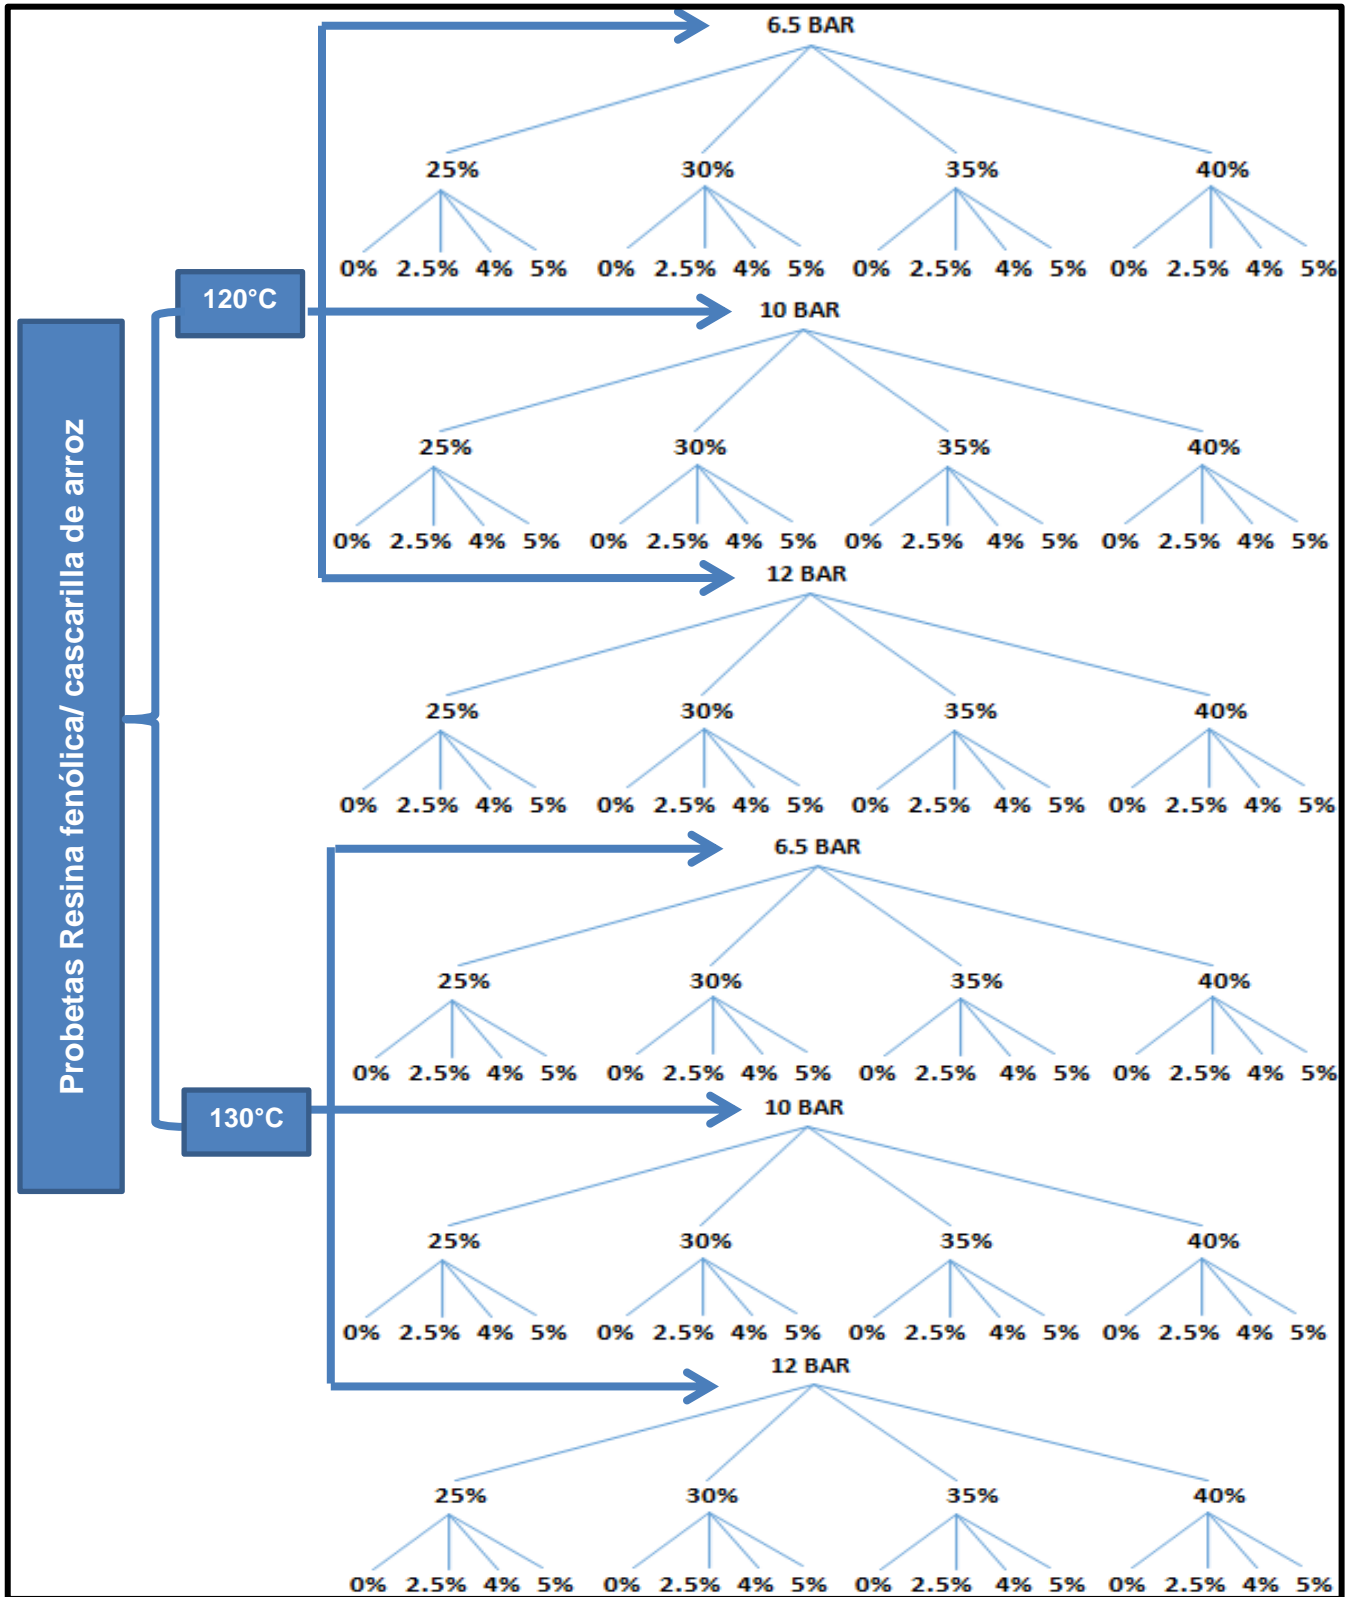 Probetas Resina fenólica/ cascarilla de arroz
120°C
6.5 BAR
25% 30% 35% 40%
0% 2.5% 4% 5% 0% 2.5% 4% 5% 0% 2.5% 4% 5% 0% 2.5% 4% 5%
10 BAR
25% 30% 35% 40%
0% 2.5% 4% 5% 0% 2.5% 4% 5% 0% 2.5% 4% 5% 0% 2.5% 4% 5%
12 BAR
25% 30% 35% 40%
0% 2.5% 4% 5% 0% 2.5% 4% 5% 0% 2.5% 4% 5% 0% 2.5% 4% 5%
130°C
6.5 BAR
25% 30% 35% 40%
0% 2.5% 4% 5% 0% 2.5% 4% 5% 0% 2.5% 4% 5% 0% 2.5% 4% 5%
10 BAR
25% 30% 35% 40%
0% 2.5% 4% 5% 0% 2.5% 4% 5% 0% 2.5% 4% 5% 0% 2.5% 4% 5%
12 BAR
25% 30% 35% 40%
0% 2.5% 4% 5% 0% 2.5% 4% 5% 0% 2.5% 4% 5% 0% 2.5% 4% 5%